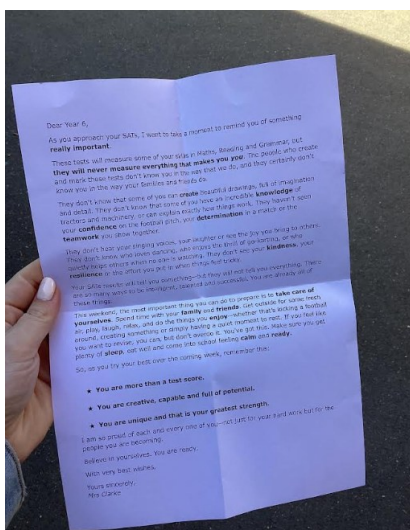 Dear Year 6,
As you approach your SATs, I want to take a moment to remind you of something
really important.
These tests will measure some of your skills in Maths, Reading and Grammar, but
they will never measure everything that makes you you. The people who create
and mark these tests don't know you in the way that we do, and they certainly don't
know you in the way your families and friends do.
They don't know that some of you can create beautiful drawings, full of imagination
and detail. They don't know that some of you have an incredible knowledge of
tractors and machinery, or can explain exactly how things work. They haven't seen
your confidence on the football pitch, your determination in a match or the
teamwork you show together.
They don't hear your singing voices, your laughter or see the joy you bring to others.
They don't know who loves dancing, who enjoys the thrill of performing, or who
quietly helps others when no one is watching. They don't see your kindness, your
resilience or the effort you put in when things feel tricky.
Your SATs results will tell you something—but they will not tell you everything. There
are so many ways to be intelligent, talented and successful. You are already all of
these things.
This weekend, the most important thing you can do to prepare is to take care of
yourselves. Spend time with your family and friends. Get outside for some fresh
air, play, laugh, relax, and do the things you enjoy—whether that's kicking a football
around, creating something or simply having a quiet moment to rest. If you feel like
you want to revise, you can, but don't overdo it. You've got this. Make sure you get
plenty of sleep, eat well and come into school feeling calm and ready.
So, as you try your best over the coming week, remember this:
★ You are more than a test score.
★ You are creative, capable and full of potential.
★ You are unique and that is your greatest strength.
I am so proud of each and every one of you—not just for your hard work but for the
people you are becoming.
Believe in yourselves. You are ready.
With very best wishes,
Yours sincerely,
Mrs Clarke